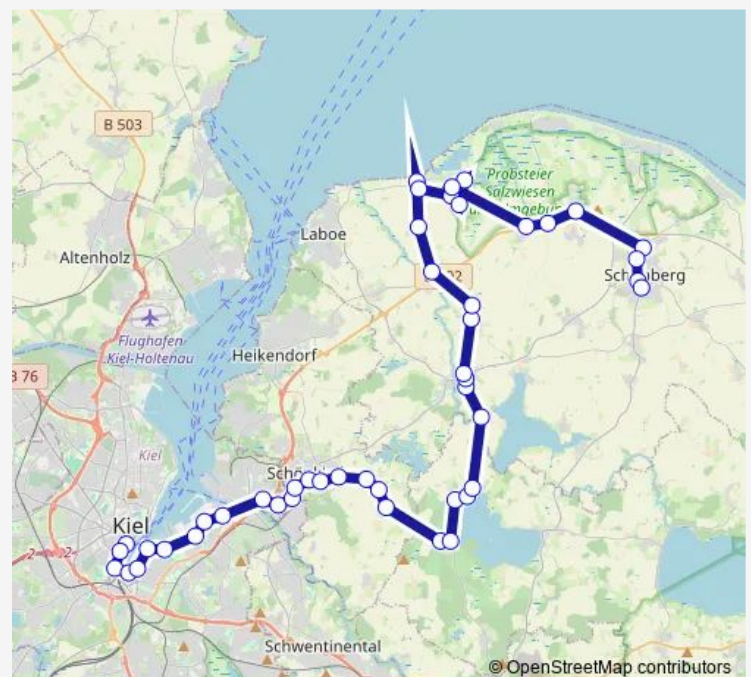 B 503
Probsteier
Salzwiesen
Laboe
Altenholz
Flughafen
Kiel-Holtenau
Heikendorf
B 76
Kiel
Kiel
Schwentinental
© OpenStreetMap contributors